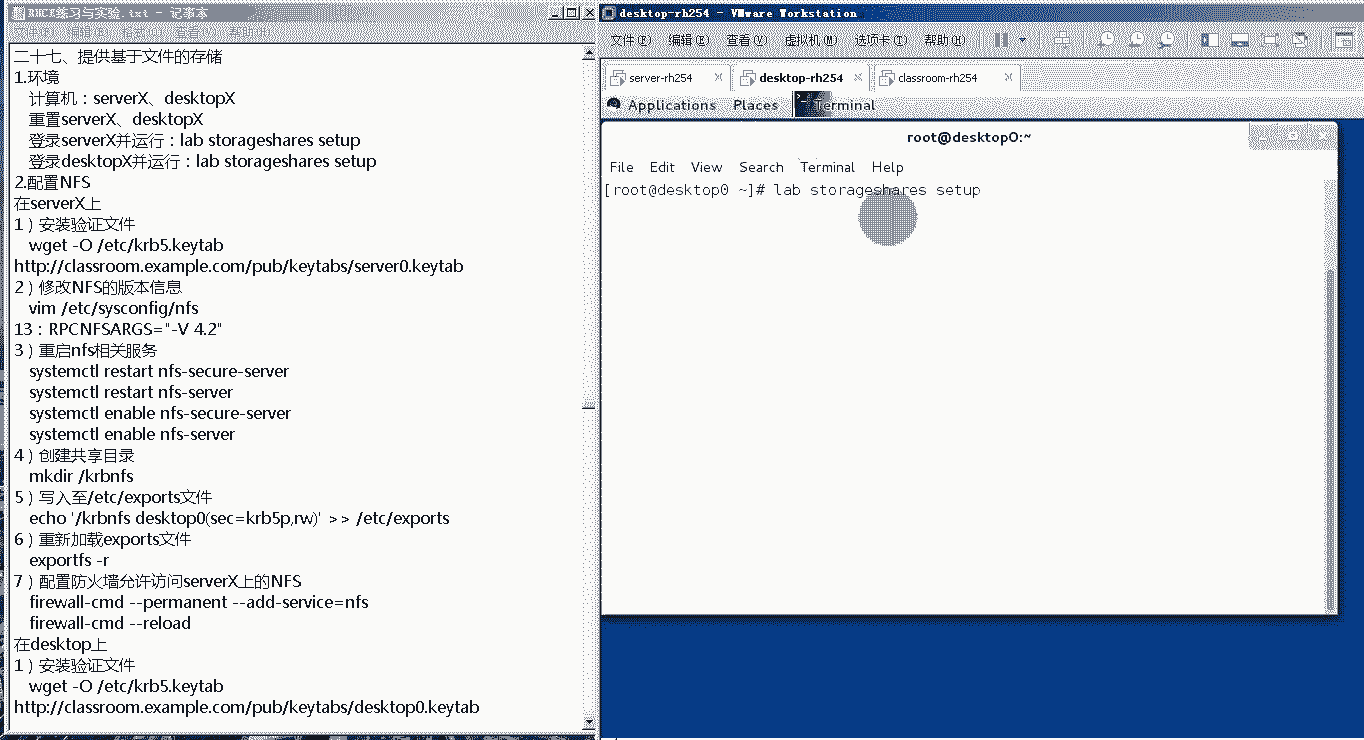 RHCE练习与实验.txt - 记事本
文件(F) 编辑(E) 格式(O) 查看(V) 帮助(H)
二十七、提供基于文件的存储
1.环境
计算机：serverX、desktopX
重置serverX、desktopX
登录serverX并运行：lab storageshares setup
登录desktopX并运行：lab storageshares setup
2.配置NFS
在serverX上
1）安装验证文件
wget -O /etc/krb5.keytab
http://classroom.example.com/pub/keytabs/server0.keytab
2）修改NFS的版本信息
vim /etc/sysconfig/nfs
13：RPCNFSARGS="-V 4.2"
3）重启nfs相关服务
systemctl restart nfs-secure-server
systemctl restart nfs-server
systemctl enable nfs-secure-server
systemctl enable nfs-server
4）创建共享目录
mkdir /krbnfs
5）写入至/etc/exports文件
echo '/krbnfs desktop0(sec=krb5p,rw)' >> /etc/exports
6）重新加载exports文件
exportfs -r
7）配置防火墙允许访问serverX上的NFS
firewall-cmd --permanent --add-service=nfs
firewall-cmd --reload
在desktop上
1）安装验证文件
wget -O /etc/krb5.keytab
http://classroom.example.com/pub/keytabs/desktop0.keytab
desktop-rh254 - VMware Workstation
文件(F) 编辑(E) 查看(V) 虚拟机(M) 选项卡(T) 帮助(H)
server-rh254 desktop-rh254 classroom-rh254
Applications Places Terminal
root@desktop0:~
File Edit View Search Terminal Help
[root@desktop0 ~]# lab storageshares setup